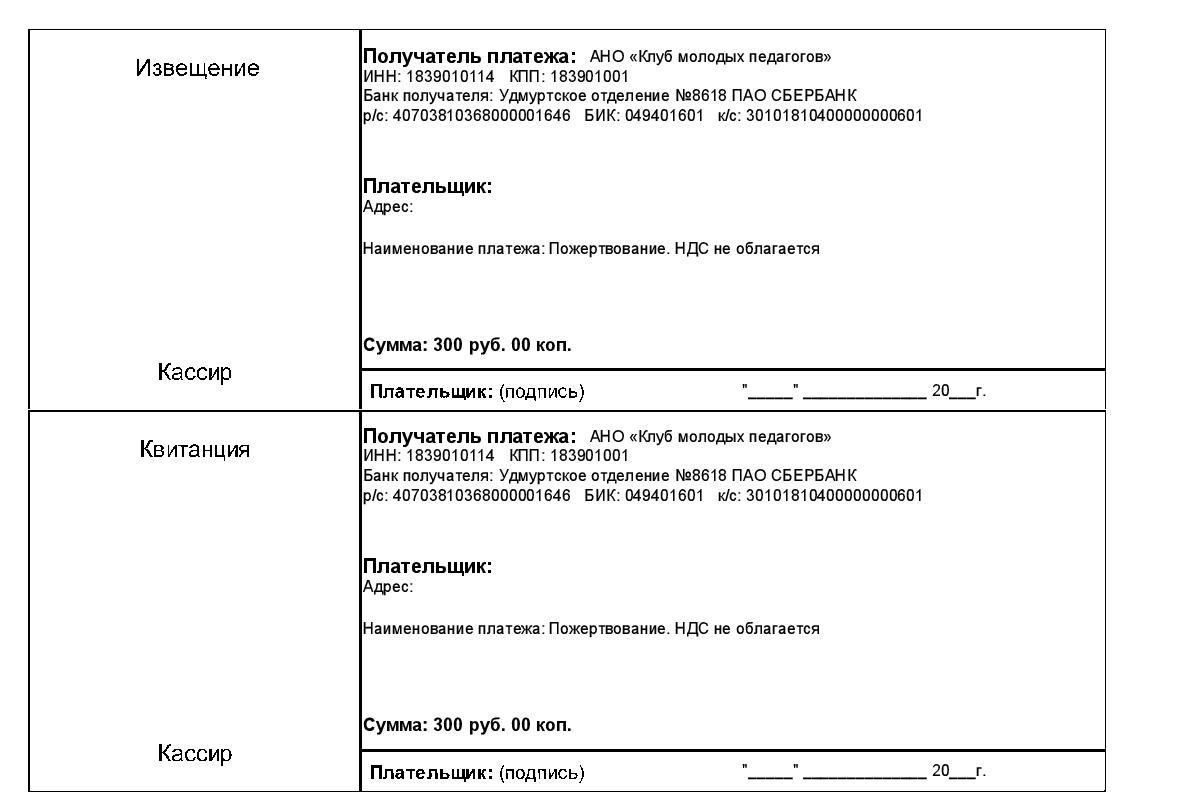 Извещение
Получатель платежа: АНО «Клуб молодых педагогов»
ИНН: 1839010114 КПП: 183901001
Банк получателя: Удмуртское отделение №8618 ПАО СБЕРБАНК
р/с: 40703810368000001646 БИК: 049401601 к/с: 30101810400000000601
Плательщик:
Адрес:
Наименование платежа: Пожертвование. НДС не облагается
Сумма: 300 руб. 00 коп.
Кассир
Плательщик: (подпись) "_____" ______________ 20___г.
Квитанция
Получатель платежа: АНО «Клуб молодых педагогов»
ИНН: 1839010114 КПП: 183901001
Банк получателя: Удмуртское отделение №8618 ПАО СБЕРБАНК
р/с: 40703810368000001646 БИК: 049401601 к/с: 30101810400000000601
Плательщик:
Адрес:
Наименование платежа: Пожертвование. НДС не облагается
Сумма: 300 руб. 00 коп.
Кассир
Плательщик: (подпись) "_____" ______________ 20___г.